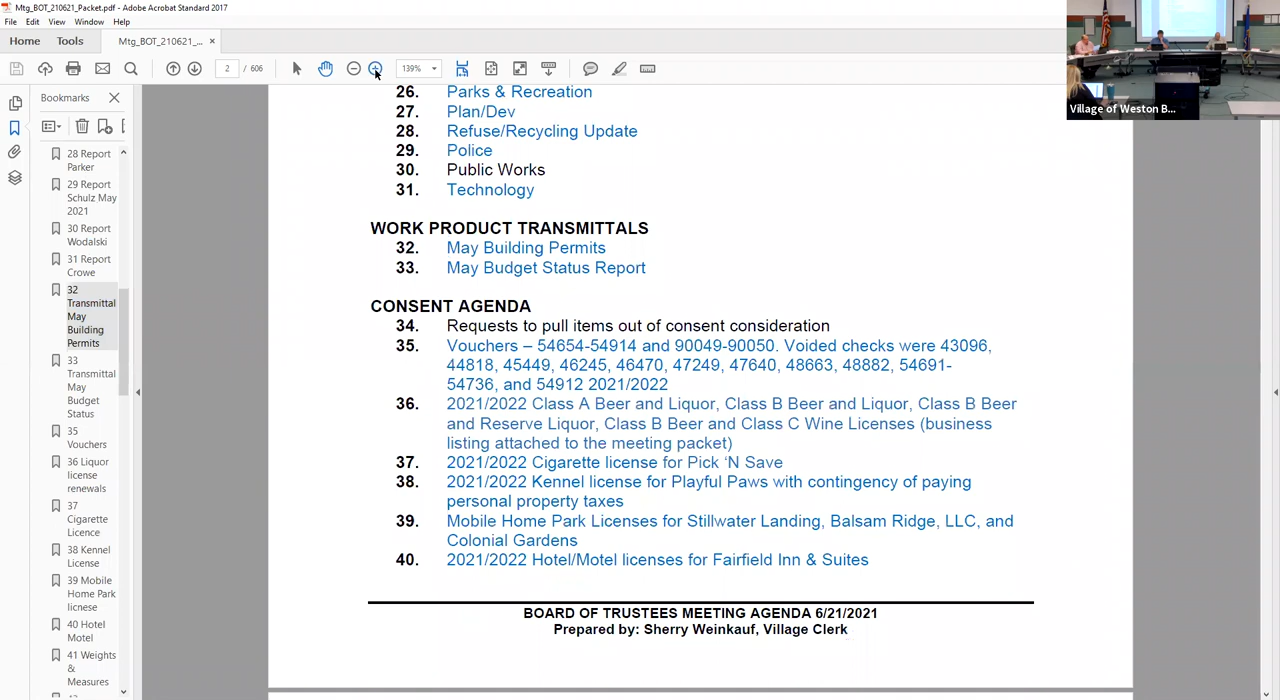 Mtg_BOT_210621_Packet.pdf - Adobe Acrobat Standard 2017
File Edit View Window Help
Home Tools Mtg_BOT_210621_... ×
2 / 606 139%
Village of Weston B...
Bookmarks
28 Report
Parker
29 Report
Schulz May
2021
30 Report
Wodalski
31 Report
Crowe
32
Transmittal
May
Building
Permits
33
Transmittal
May
Budget
Status
35
Vouchers
36 Liquor
license
renewals
37
Cigarette
Licence
38 Kennel
License
39 Mobile
Home Park
licnese
40 Hotel
Motel
41 Weights
&
Measures
26. Parks & Recreation
27. Plan/Dev
28. Refuse/Recycling Update
29. Police
30. Public Works
31. Technology
WORK PRODUCT TRANSMITTALS
32. May Building Permits
33. May Budget Status Report
CONSENT AGENDA
34. Requests to pull items out of consent consideration
35. Vouchers – 54654-54914 and 90049-90050. Voided checks were 43096,
44818, 45449, 46245, 46470, 47249, 47640, 48663, 48882, 54691-
54736, and 54912 2021/2022
36. 2021/2022 Class A Beer and Liquor, Class B Beer and Liquor, Class B Beer
and Reserve Liquor, Class B Beer and Class C Wine Licenses (business
listing attached to the meeting packet)
37. 2021/2022 Cigarette license for Pick ‘N Save
38. 2021/2022 Kennel license for Playful Paws with contingency of paying
personal property taxes
39. Mobile Home Park Licenses for Stillwater Landing, Balsam Ridge, LLC, and
Colonial Gardens
40. 2021/2022 Hotel/Motel licenses for Fairfield Inn & Suites
BOARD OF TRUSTEES MEETING AGENDA 6/21/2021
Prepared by: Sherry Weinkauf, Village Clerk